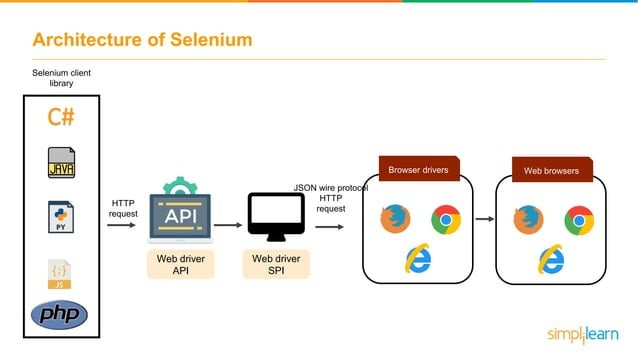 Architecture of Selenium
Selenium client
library
C#
JAVA
PY
{:}
JS
php
HTTP
request
API
Web driver
API
Web driver
SPI
JSON wire protocol
HTTP
request
Browser drivers
Web browsers
simplilearn